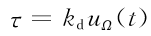 τ = k_d u_Ω(t)